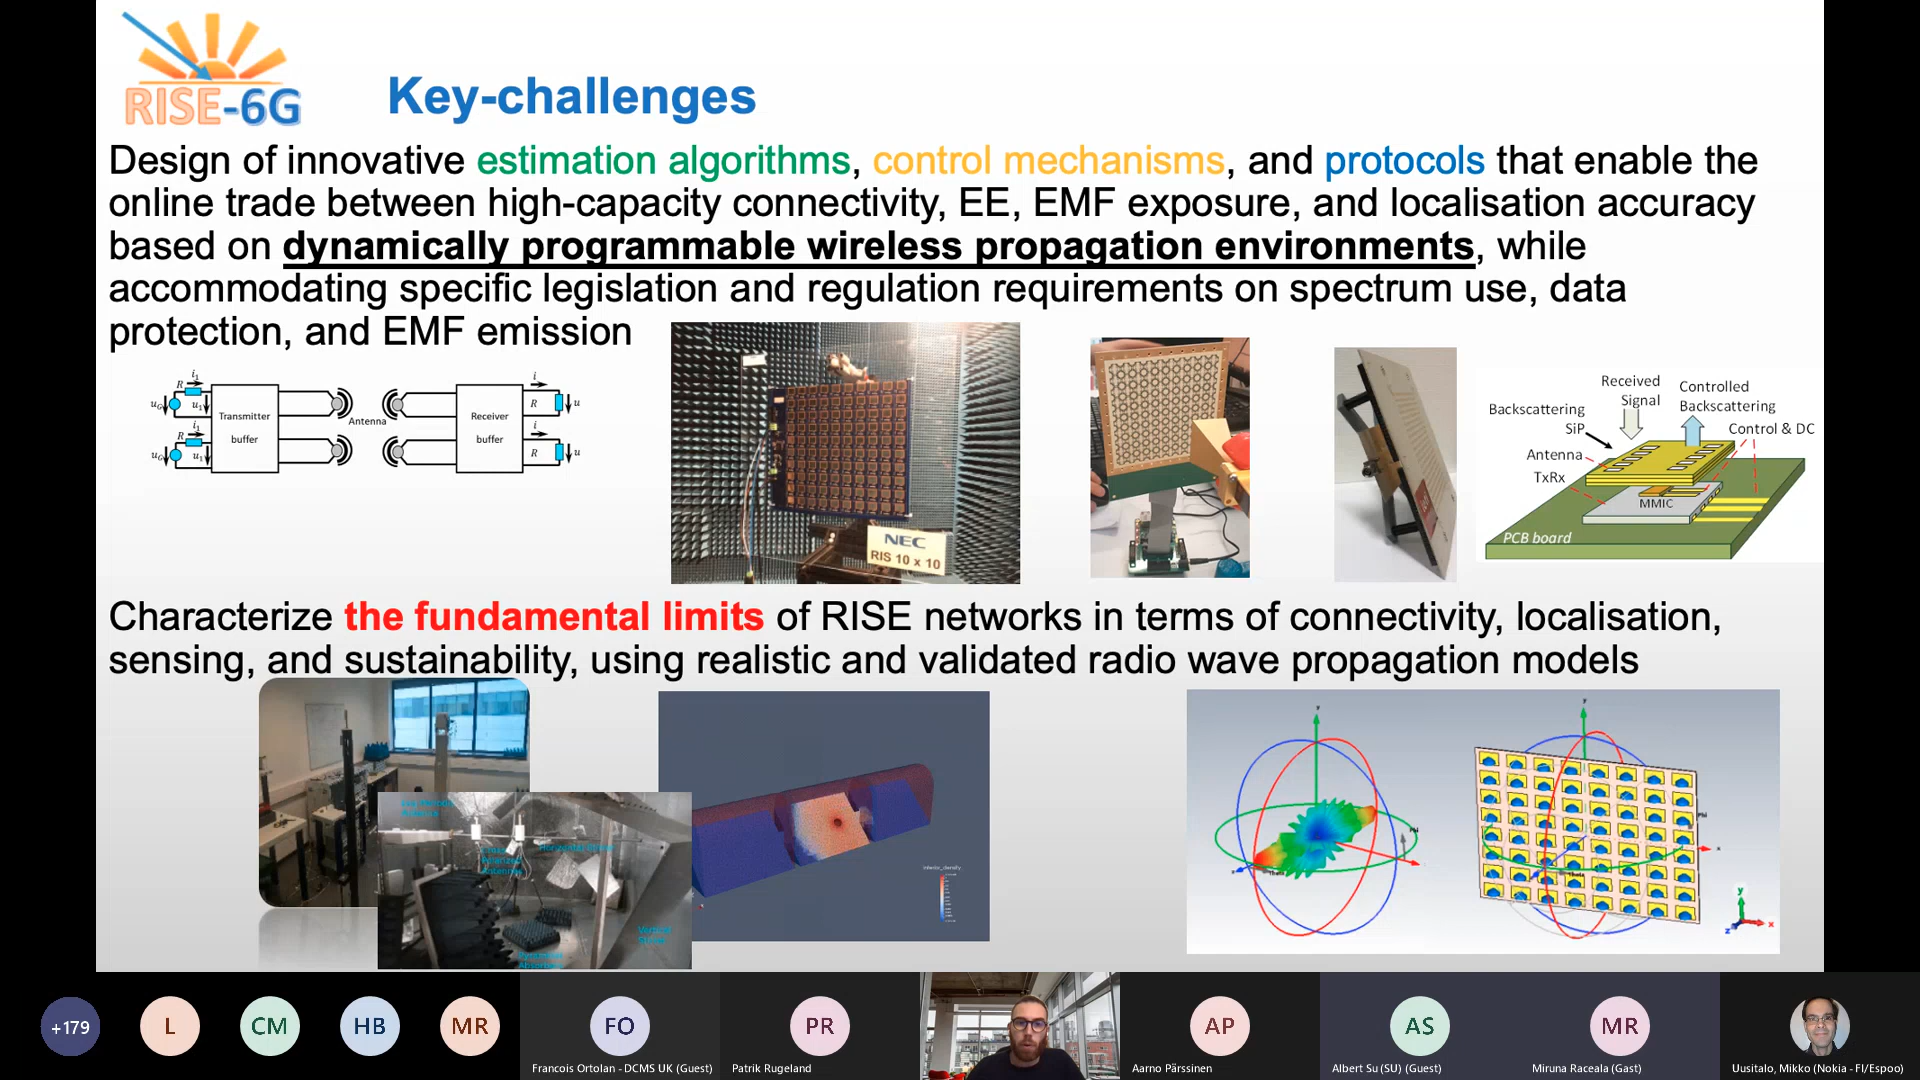 RISE-6G
Key-challenges
Design of innovative estimation algorithms, control mechanisms, and protocols that enable the
online trade between high-capacity connectivity, EE, EMF exposure, and localisation accuracy
based on dynamically programmable wireless propagation environments, while
accommodating specific legislation and regulation requirements on spectrum use, data
protection, and EMF emission
i₁
R
u_G
u₁
Transmitter
buffer
i₁
R
u_G
u₁
Antenna
Receiver
buffer
i
R
u
i
R
u
NEC
RIS 10 x 10
Received
Signal
Controlled
Backscattering
Backscattering
SiP
Control & DC
Antenna
TxRx
MMIC
PCB board
Characterize the fundamental limits of RISE networks in terms of connectivity, localisation,
sensing, and sustainability, using realistic and validated radio wave propagation models
y
x
y
x
y
x
z
+179
L
CM
HB
MR
FO
Francois Ortolan - DCMS UK (Guest)
PR
Patrik Rugeland
AP
Aarno Pärssinen
AS
Albert Su (SU) (Guest)
MR
Miruna Raceala (Gast)
Uusitalo, Mikko (Nokia - FI/Espoo)